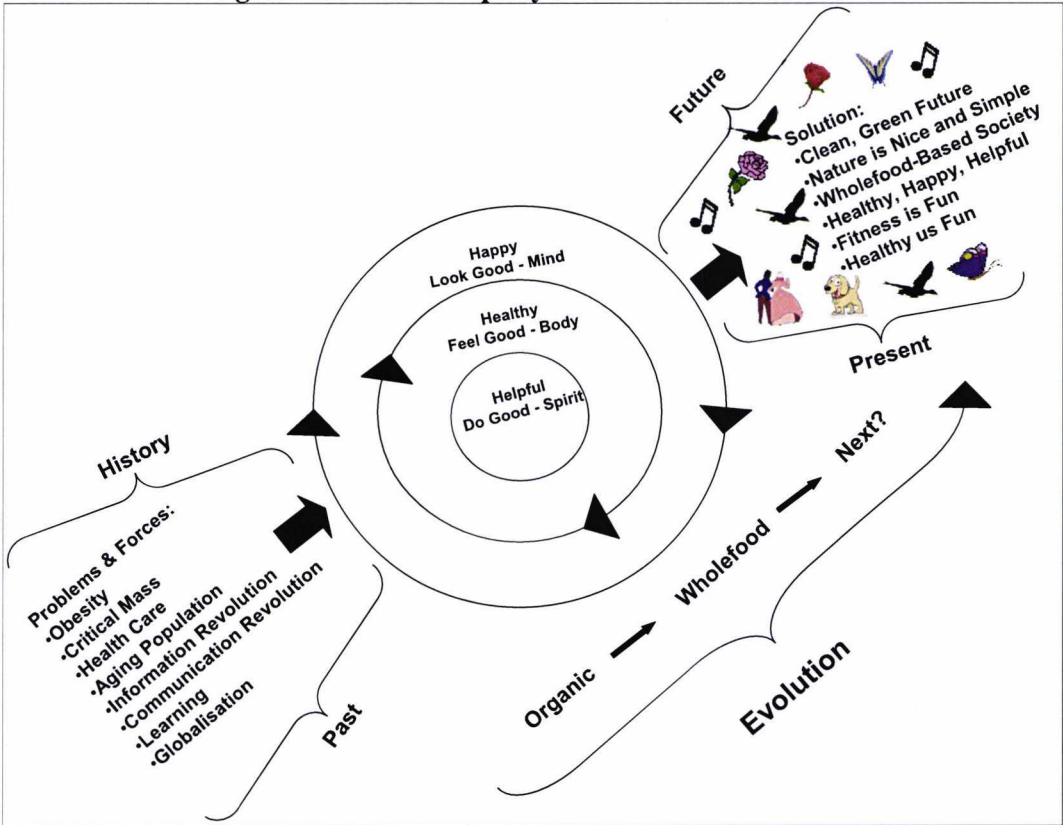 Future
Solution:
•Clean, Green Future
•Nature is Nice and Simple
•Wholefood-Based Society
•Healthy, Happy, Helpful
•Fitness is Fun
•Healthy us Fun
Present
Happy
Look Good - Mind
Healthy
Feel Good - Body
Helpful
Do Good - Spirit
History
Problems & Forces:
•Obesity
•Critical Mass
•Health Care
•Aging Population
•Information Revolution
•Communication Revolution
•Learning
•Globalisation
Past
Organic
Wholefood
Next?
Evolution